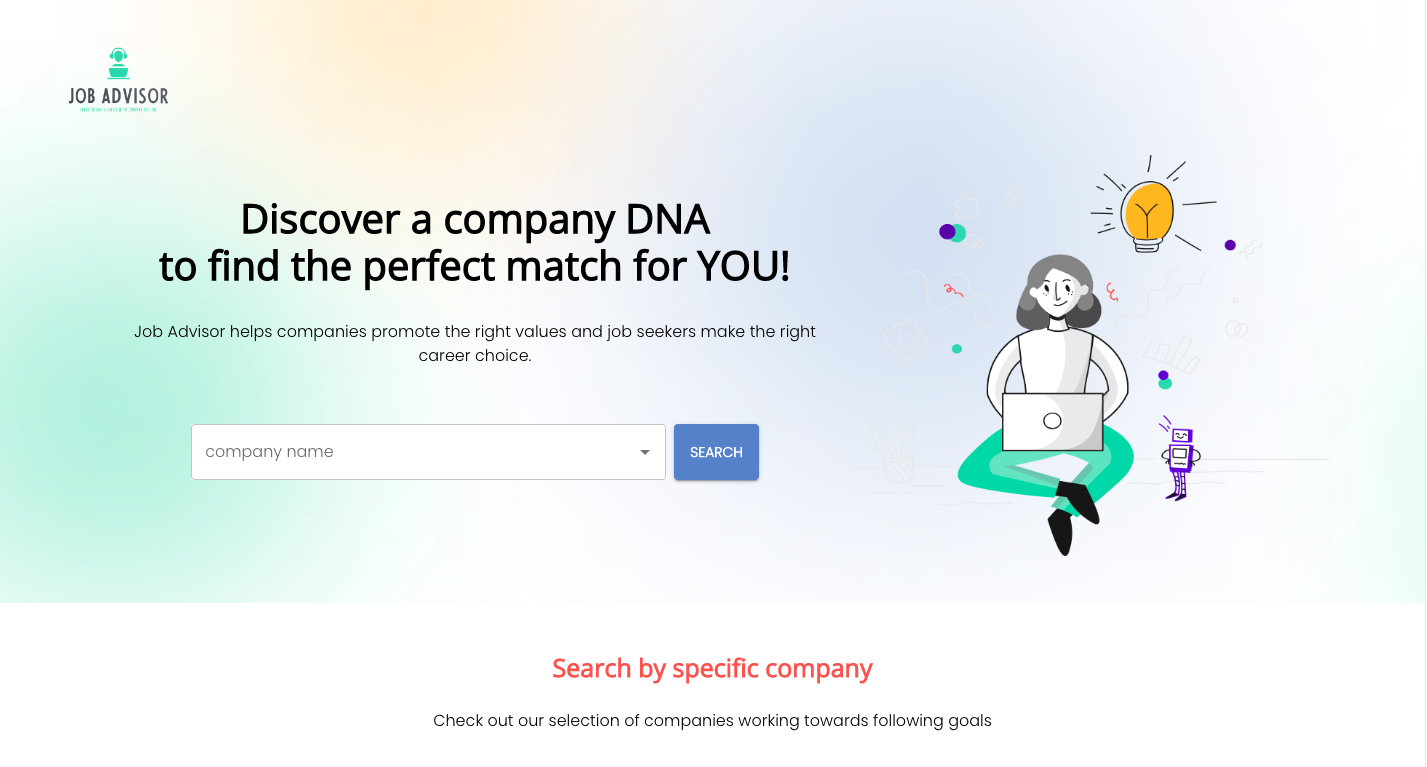 JOB ADVISOR
Discover a company DNA
to find the perfect match for YOU!
Job Advisor helps companies promote the right values and job seekers make the right
career choice.
company name
SEARCH
Search by specific company
Check out our selection of companies working towards following goals